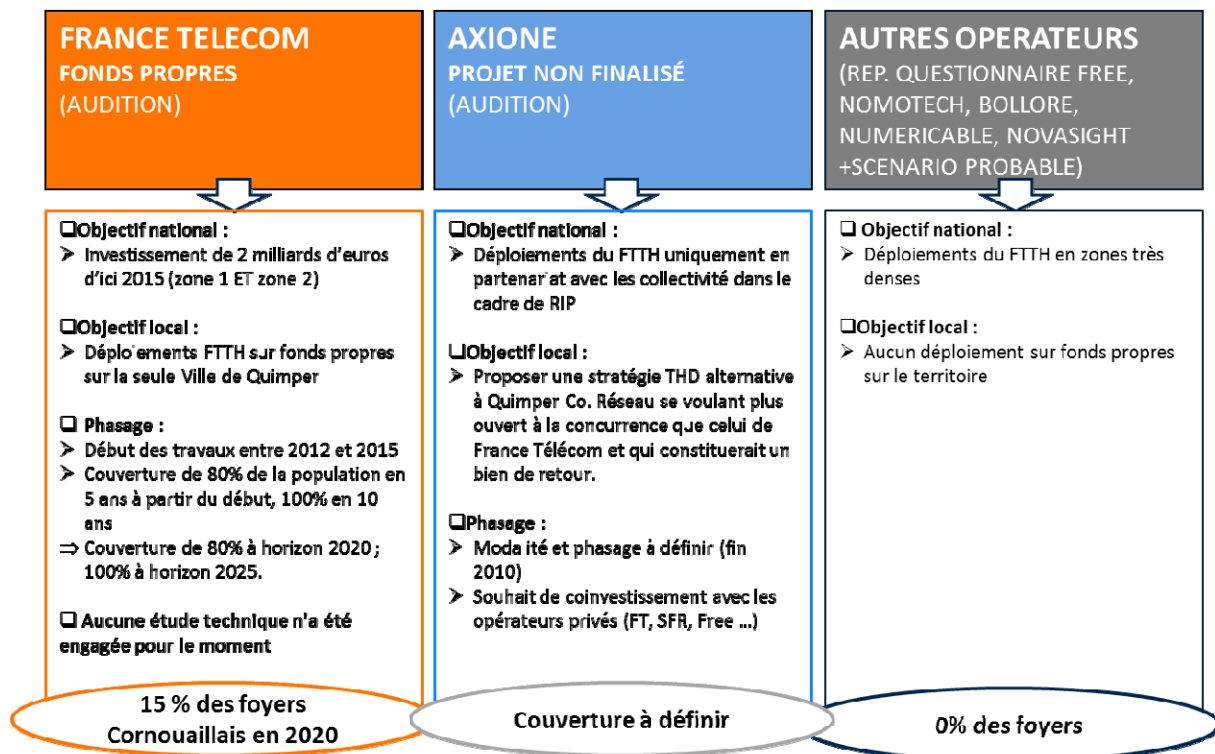 FRANCE TELECOM
FONDS PROPRES
(AUDITION)
❑Objectif national :
➢ Investissement de 2 milliards d'euros
d'ici 2015 (zone 1 ET zone 2)
❑Objectif local :
➢ Déploiements FTTH sur fonds propres
sur la seule Ville de Quimper
❑ Phasage :
➢ Début des travaux entre 2012 et 2015
➢ Couverture de 80% de la population en
5 ans à partir du début, 100% en 10
ans
⇒ Couverture de 80% à horizon 2020 ;
100% à horizon 2025.
❑ Aucune étude technique n'a été
engagée pour le moment
15 % des foyers
Cornouaillais en 2020
AXIONE
PROJET NON FINALISÉ
(AUDITION)
❑Objectif national :
➢ Déploiements du FTTH uniquement en
partenariat avec les collectivité dans le
cadre de RIP
❑Objectif local :
➢ Proposer une stratégie THD alternative
à Quimper Co. Réseau se voulant plus
ouvert à la concurrence que celui de
France Télécom et qui constituerait un
bien de retour.
❑Phasage :
➢ Modalité et phasage à définir (fin
2010)
➢ Souhait de coinvestissement avec les
opérateurs privés (FT, SFR, Free ...)
Couverture à définir
AUTRES OPERATEURS
(REP. QUESTIONNAIRE FREE,
NOMOTECH, BOLLORE,
NUMERICABLE, NOVASIGHT
+SCENARIO PROBABLE)
❑ Objectif national :
➢ Déploiements du FTTH en zones très
denses
❑Objectif local :
➢ Aucun déploiement sur fonds propres
sur le territoire
0% des foyers